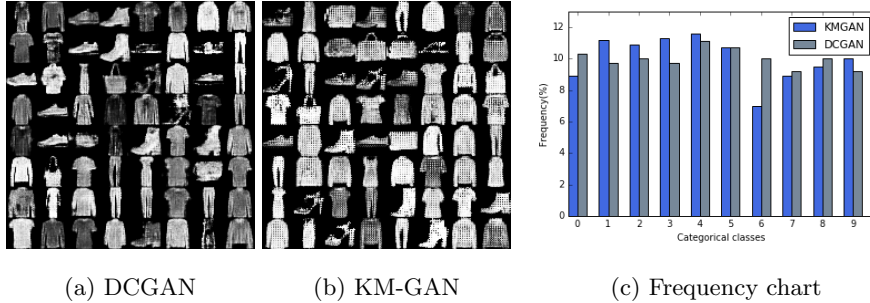 KMGAN
DCGAN
Frequency(%)
12
10
8
6
4
2
0
0 1 2 3 4 5 6 7 8 9
Categorical classes
(a) DCGAN (b) KM-GAN (c) Frequency chart